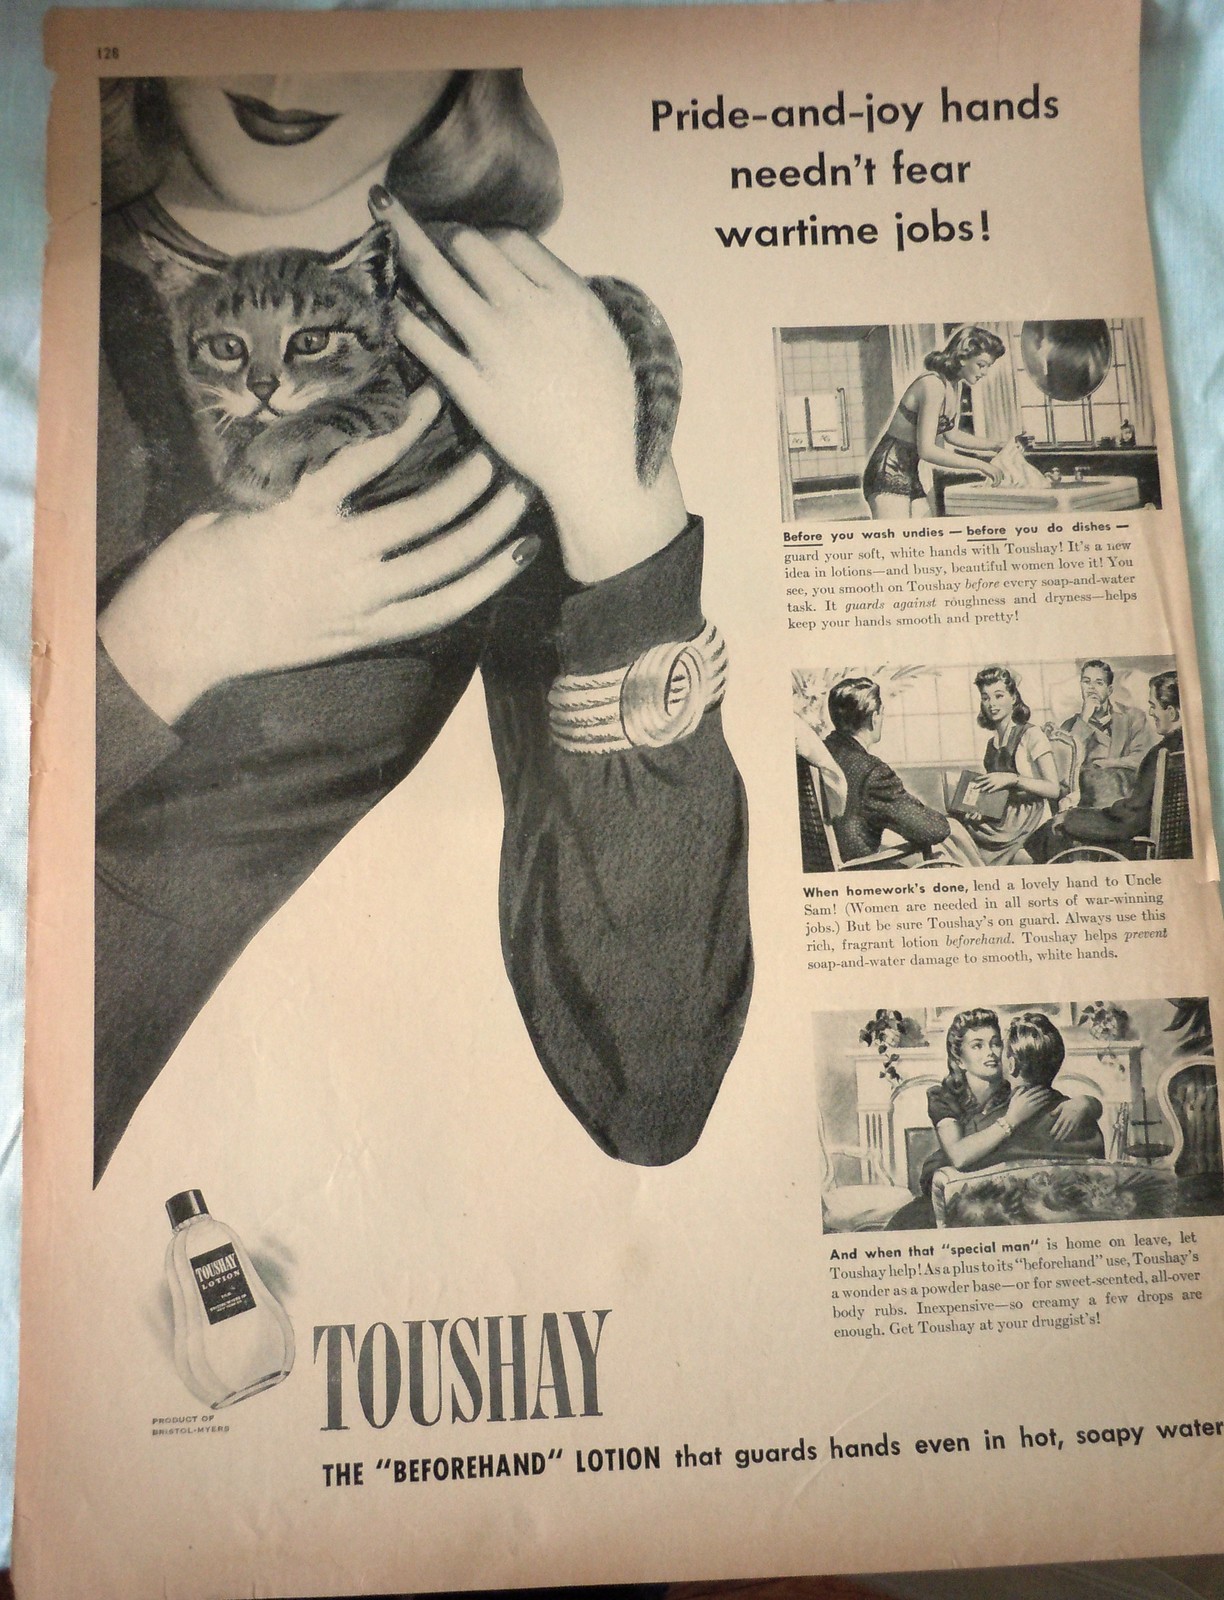 128
Pride-and-joy hands
needn't fear
wartime jobs!
Before you wash undies — before you do dishes —
guard your soft, white hands with Toushay! It's a new
idea in lotions—and busy, beautiful women love it! You
see, you smooth on Toushay before every soap-and-water
task. It guards against roughness and dryness—helps
keep your hands smooth and pretty!
When homework's done, lend a lovely hand to Uncle
Sam! (Women are needed in all sorts of war-winning
jobs.) But be sure Toushay's on guard. Always use this
rich, fragrant lotion beforehand. Toushay helps prevent
soap-and-water damage to smooth, white hands.
And when that "special man" is home on leave, let
Toushay help! As a plus to its "beforehand" use, Toushay's
a wonder as a powder base—or for sweet-scented, all-over
body rubs. Inexpensive—so creamy a few drops are
enough. Get Toushay at your druggist's!
TOUSHAY
LOTION
PRODUCT OF
BRISTOL-MYERS
TOUSHAY
THE "BEFOREHAND" LOTION that guards hands even in hot, soapy water